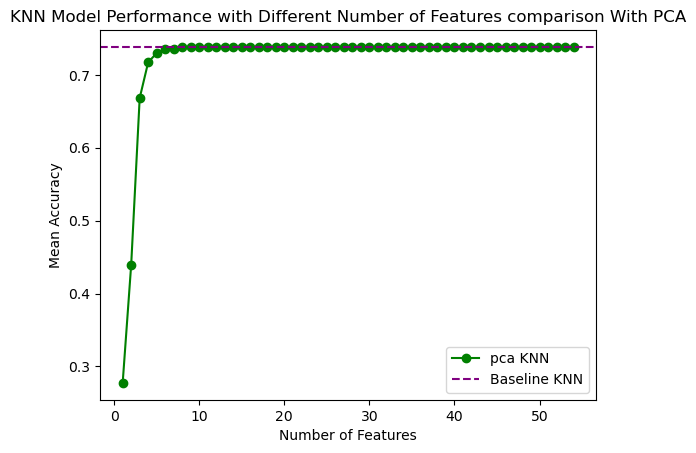 KNN Model Performance with Different Number of Features comparison With PCA
0.7
0.6
0.5
0.4
0.3
Mean Accuracy
0 10 20 30 40 50
Number of Features
pca KNN
Baseline KNN